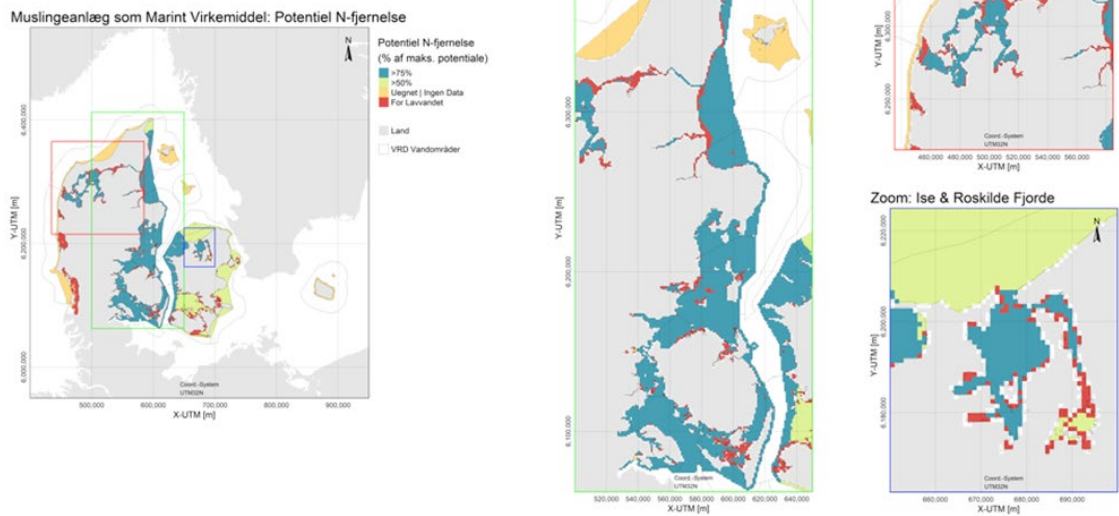 Muslingeanlæg som Marint Virkemiddel: Potentiel N-fjernelse
N
Potentiel N-fjernelse
(% af maks. potentiale)
>75%
>50%
Uegnet | Ingen Data
For Lavvandet
Land
VRD Vandområder
Y-UTM [m]
6,400,000
6,200,000
6,000,000
Coord.-System
UTM32N
500,000 600,000 700,000 800,000 900,000
X-UTM [m]
Y-UTM [m]
6,300,000
6,200,000
6,100,000
Coord.-System
UTM32N
520,000 540,000 560,000 580,000 600,000 620,000 640,000
X-UTM [m]
Y-UTM [m]
6,300,000
6,250,000
Coord.-System
UTM32N
460,000 480,000 500,000 520,000 540,000 560,000
X-UTM [m]
Zoom: Ise & Roskilde Fjorde
N
Y-UTM [m]
6,220,000
6,200,000
6,180,000
Coord.-System
UTM32N
660,000 670,000 680,000 690,000
X-UTM [m]